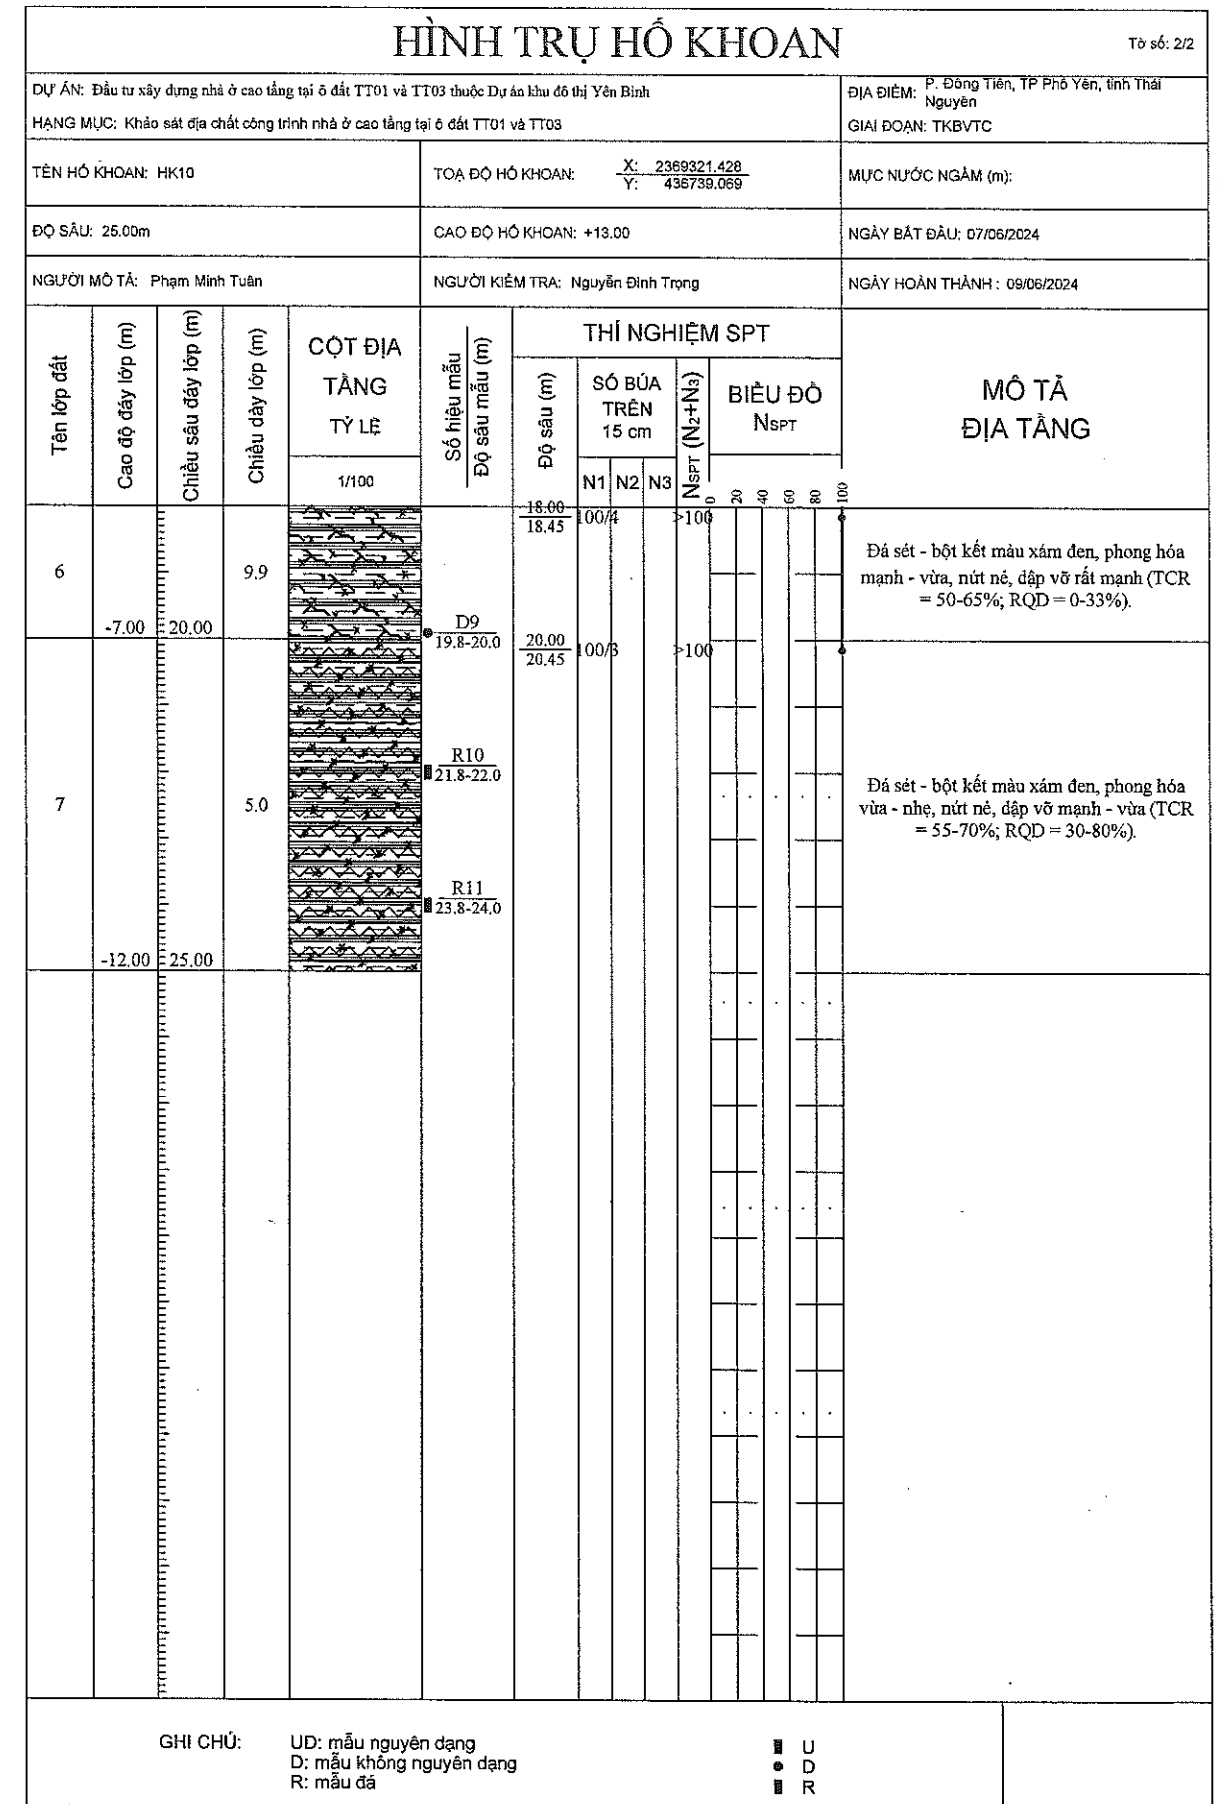 HÌNH TRỤ HỐ KHOAN
Tờ số: 2/2
DỰ ÁN: Đầu tư xây dựng nhà ở cao tầng tại ô đất TT01 và TT03 thuộc Dự án khu đô thị Yên Bình
ĐỊA ĐIỂM: P. Đông Tiên, TP Phổ Yên, tỉnh Thái
Nguyên
HẠNG MỤC: Khảo sát địa chất công trình nhà ở cao tầng tại ô đất TT01 và TT03
GIAI ĐOẠN: TKBVTC
TÊN HỐ KHOAN: HK10
TOẠ ĐỘ HỐ KHOAN: X: 2369321.428
Y: 436739.069
MỰC NƯỚC NGẦM (m):
ĐỘ SÂU: 25.00m
CAO ĐỘ HỐ KHOAN: +13.00
NGÀY BẮT ĐẦU: 07/06/2024
NGƯỜI MÔ TẢ: Phạm Minh Tuân
NGƯỜI KIỂM TRA: Nguyễn Đình Trọng
NGÀY HOÀN THÀNH : 09/06/2024
Tên lớp đất
Cao độ đáy lớp (m)
Chiều sâu đáy lớp (m)
Chiều dày lớp (m)
CỘT ĐỊA
TẦNG
TỶ LỆ
1/100
Số hiệu mẫu
Độ sâu mẫu (m)
THÍ NGHIỆM SPT
Độ sâu (m)
SỐ BÚA
TRÊN
15 cm
N1 N2 N3
NSPT (N2+N3)
BIỂU ĐỒ
NSPT
0 20 40 60 80 100
MÔ TẢ
ĐỊA TẦNG
18.00
18.45
100/4
>100
6
9.9
Đá sét - bột kết màu xám đen, phong hóa
mạnh - vừa, nứt nẻ, dập vỡ rất mạnh (TCR
= 50-65%; RQD = 0-33%).
-7.00
20.00
D9
19.8-20.0
20.00
20.45
100/3
>100
R10
21.8-22.0
7
5.0
Đá sét - bột kết màu xám đen, phong hóa
vừa - nhẹ, nứt nẻ, dập vỡ mạnh - vừa (TCR
= 55-70%; RQD = 30-80%).
R11
23.8-24.0
-12.00
25.00
GHI CHÚ:
UD: mẫu nguyên dạng
D: mẫu không nguyên dạng
R: mẫu đá
U
D
R